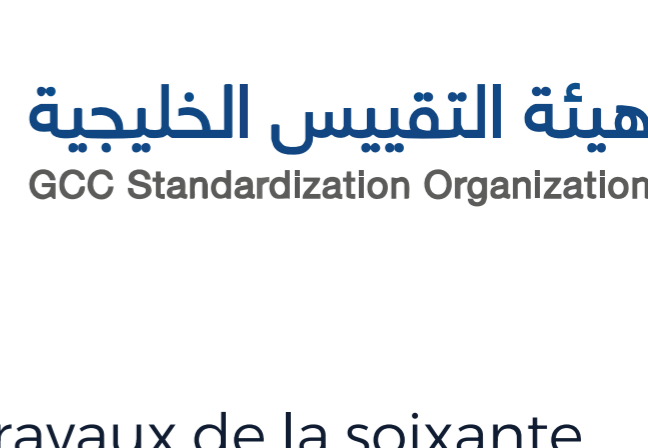 هيئة التقييس الخليجية
GCC Standardization Organization
ravaux de la soixante